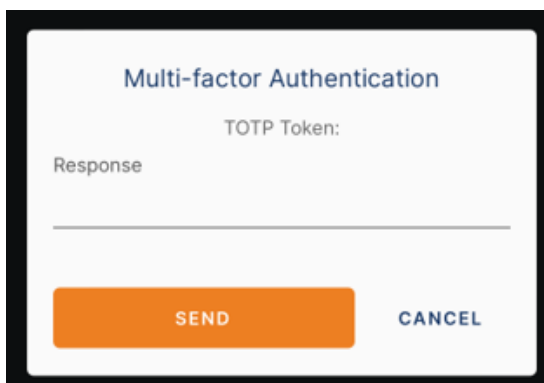 Multi-factor Authentication
TOTP Token:
Response
SEND CANCEL